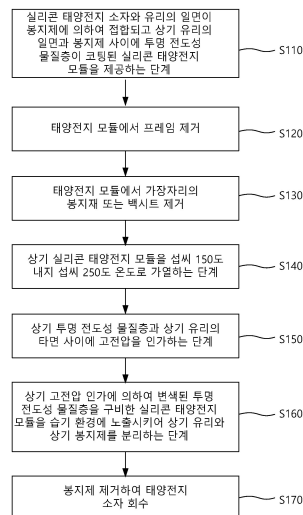 실리콘 태양전지 소자와 유리의 일면이
봉지제에 의하여 접합되고 상기 유리의
일면과 봉지제 사이에 투명 전도성
물질층이 코팅된 실리콘 태양전지
모듈을 제공하는 단계
S110
태양전지 모듈에서 프레임 제거
S120
태양전지 모듈에서 가장자리의
봉지재 또는 백시트 제거
S130
상기 실리콘 태양전지 모듈을 섭씨 150도
내지 섭씨 250도 온도로 가열하는 단계
S140
상기 투명 전도성 물질층과 상기 유리의
타면 사이에 고전압을 인가하는 단계
S150
상기 고전압 인가에 의하여 변색된 투명
전도성 물질층을 구비한 실리콘 태양전지
모듈을 습기 환경에 노출시키어 상기 유리와
상기 봉지제를 분리하는 단계
S160
봉지제 제거하여 태양전지
소자 회수
S170